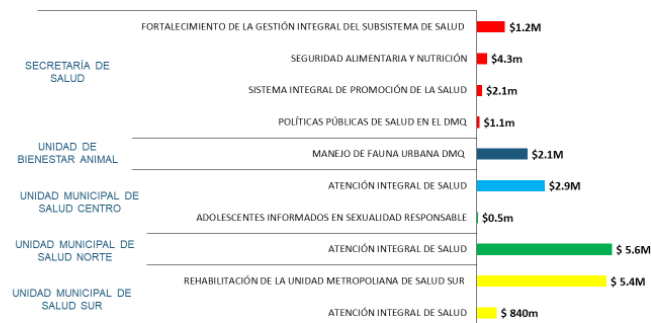 FORTALECIMIENTO DE LA GESTIÓN INTEGRAL DEL SUBSISTEMA DE SALUD $1.2M
SECRETARÍA DE
SALUD
SEGURIDAD ALIMENTARIA Y NUTRICIÓN $4.3m
SISTEMA INTEGRAL DE PROMOCIÓN DE LA SALUD $2.1m
POLÍTICAS PÚBLICAS DE SALUD EN EL DMQ $1.1m
UNIDAD DE
BIENESTAR ANIMAL
MANEJO DE FAUNA URBANA DMQ $2.1M
UNIDAD MUNICIPAL DE
SALUD CENTRO
ATENCIÓN INTEGRAL DE SALUD $2.9M
ADOLESCENTES INFORMADOS EN SEXUALIDAD RESPONSABLE $0.5m
UNIDAD MUNICIPAL DE
SALUD NORTE
ATENCIÓN INTEGRAL DE SALUD $ 5.6M
UNIDAD MUNICIPAL DE
SALUD SUR
REHABILITACIÓN DE LA UNIDAD METROPOLIANA DE SALUD SUR $ 5.4M
ATENCIÓN INTEGRAL DE SALUD $ 840m